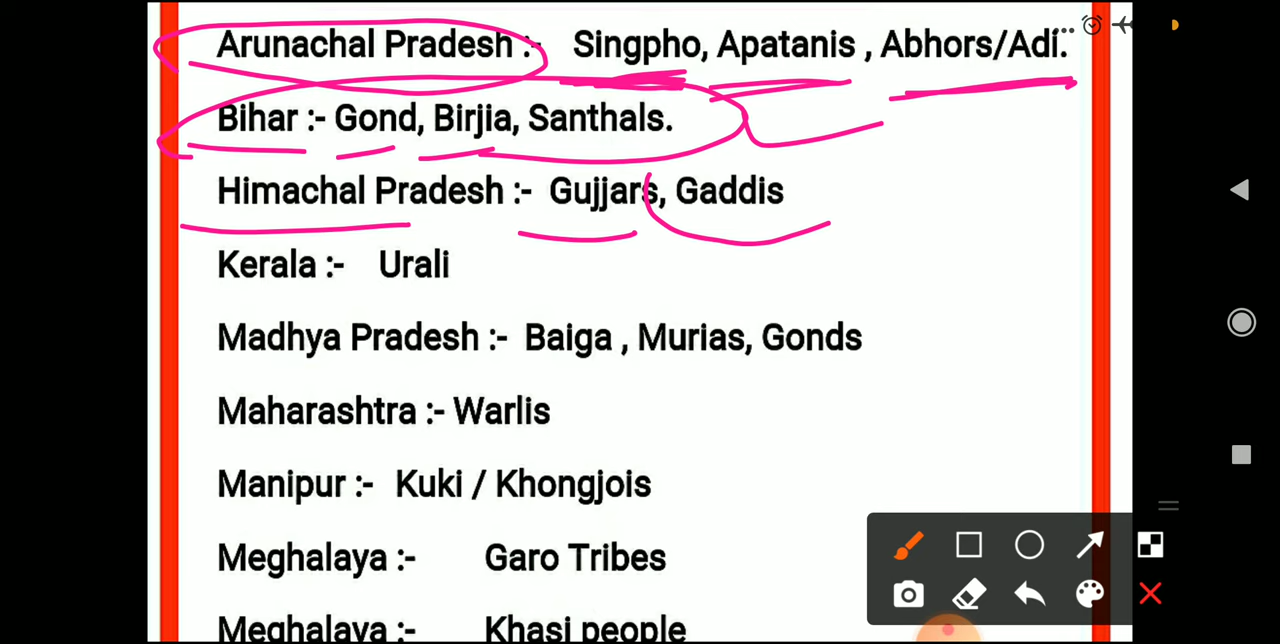 Arunachal Pradesh :- Singpho, Apatanis , Abhors/Adi.
Bihar :- Gond, Birjia, Santhals.
Himachal Pradesh :- Gujjars, Gaddis
Kerala :- Urali
Madhya Pradesh :- Baiga , Murias, Gonds
Maharashtra :- Warlis
Manipur :- Kuki / Khongjois
Meghalaya :- Garo Tribes
Meghalaya :- Khasi people